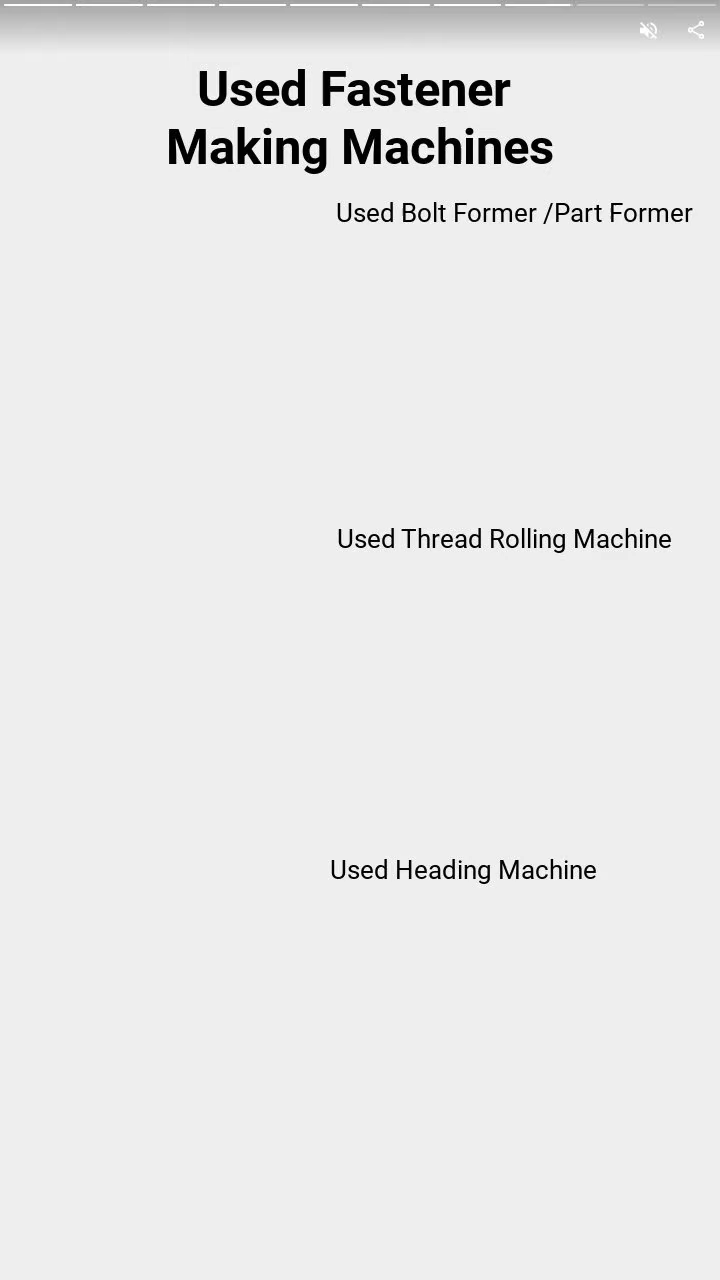 Used Fastener
Making Machines
Used Bolt Former /Part Former
Used Thread Rolling Machine
Used Heading Machine